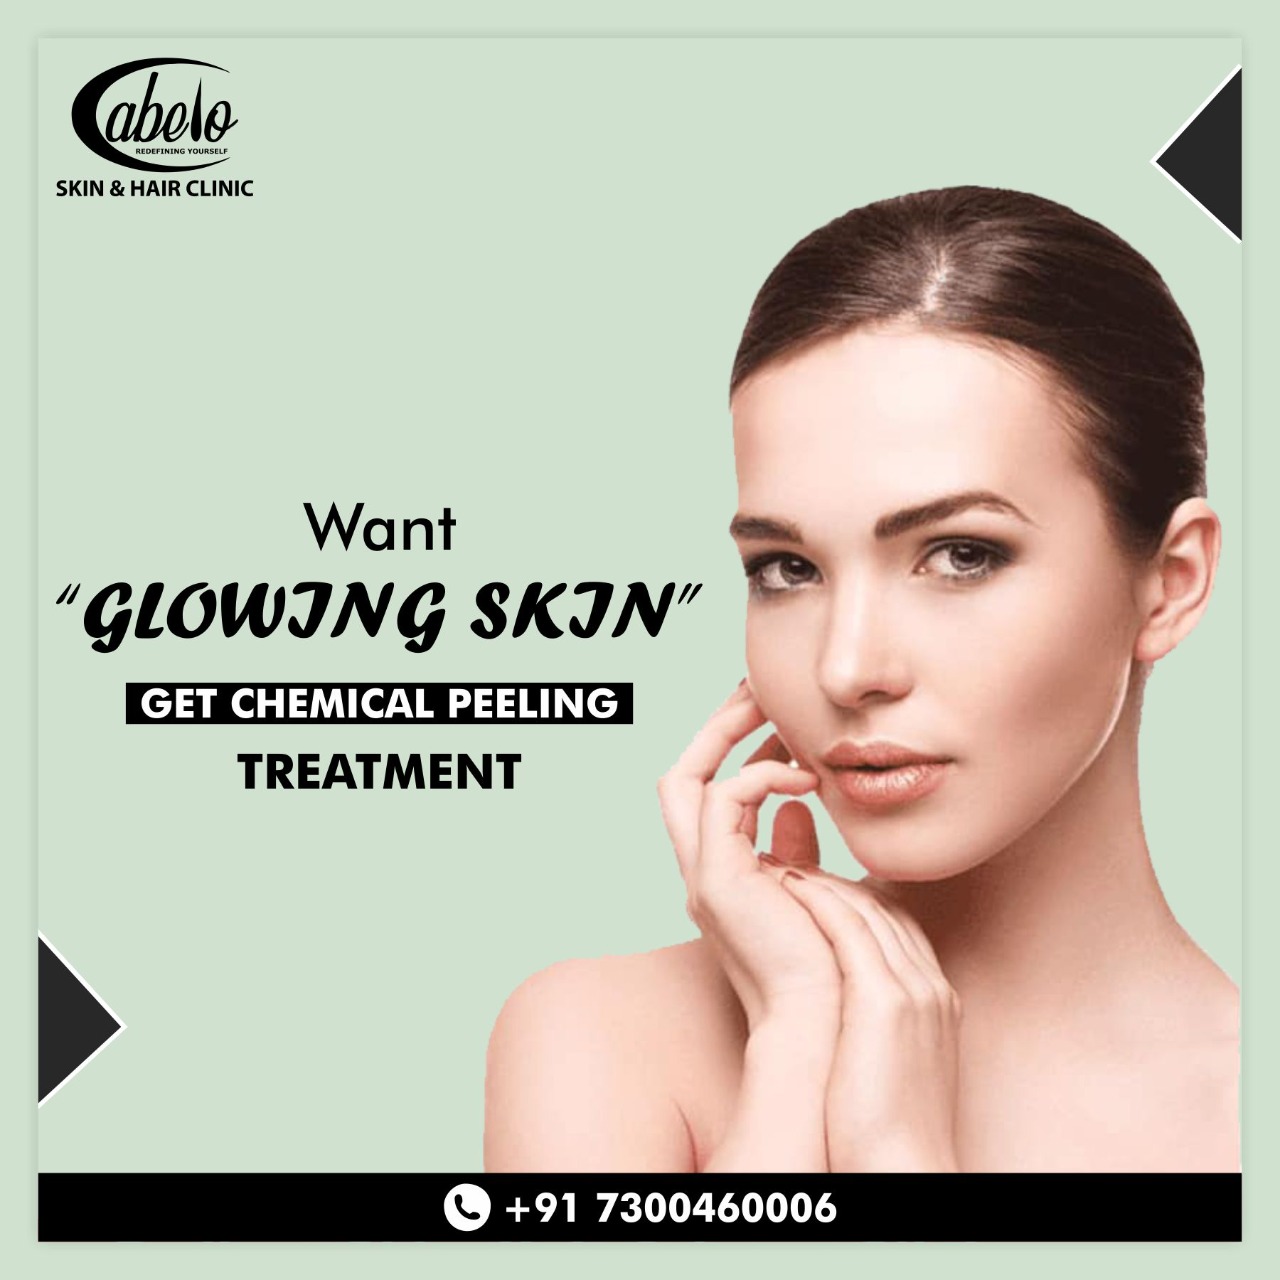 Cabelo
REDEFINING YOURSELF
SKIN & HAIR CLINIC
Want
“GLOWING SKIN”
GET CHEMICAL PEELING
TREATMENT
+91 7300460006